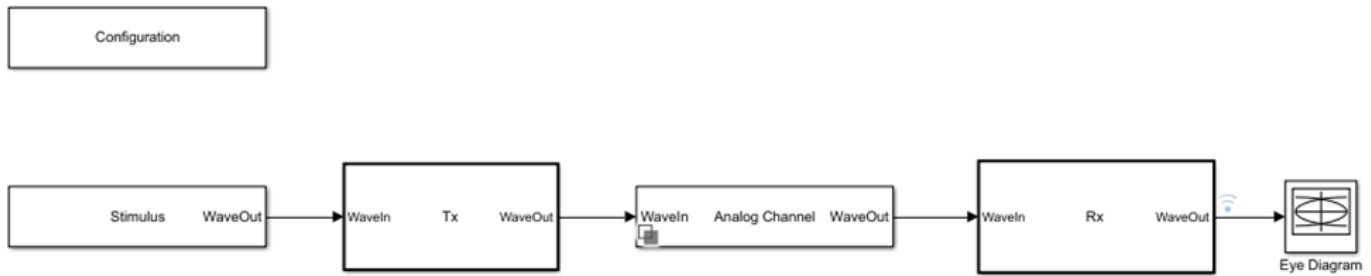 Configuration
Stimulus WaveOut WaveIn Tx WaveOut WaveIn Analog Channel WaveOut WaveIn Rx WaveOut
Eye Diagram